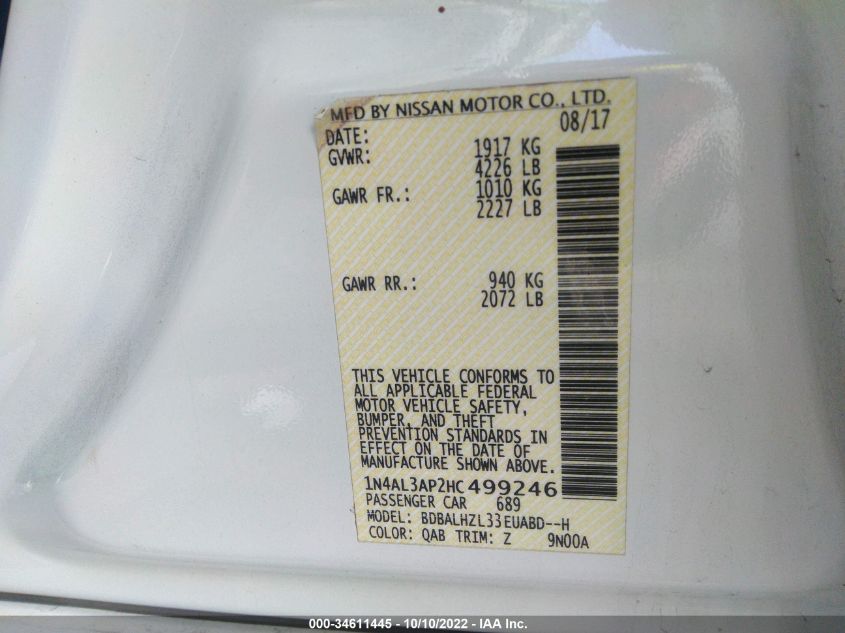 MFD BY NISSAN MOTOR CO., LTD.
DATE: 08/17
GVWR: 1917 KG
4226 LB
GAWR FR.: 1010 KG
2227 LB
GAWR RR.: 940 KG
2072 LB
THIS VEHICLE CONFORMS TO
ALL APPLICABLE FEDERAL
MOTOR VEHICLE SAFETY,
BUMPER, AND THEFT
PREVENTION STANDARDS IN
EFFECT ON THE DATE OF
MANUFACTURE SHOWN ABOVE.
1N4AL3AP2HC499246
PASSENGER CAR 689
MODEL: BDBALHZL33EUABD--H
COLOR: QAB TRIM: Z 9N00A
000-34611445 - 10/10/2022 - IAA Inc.